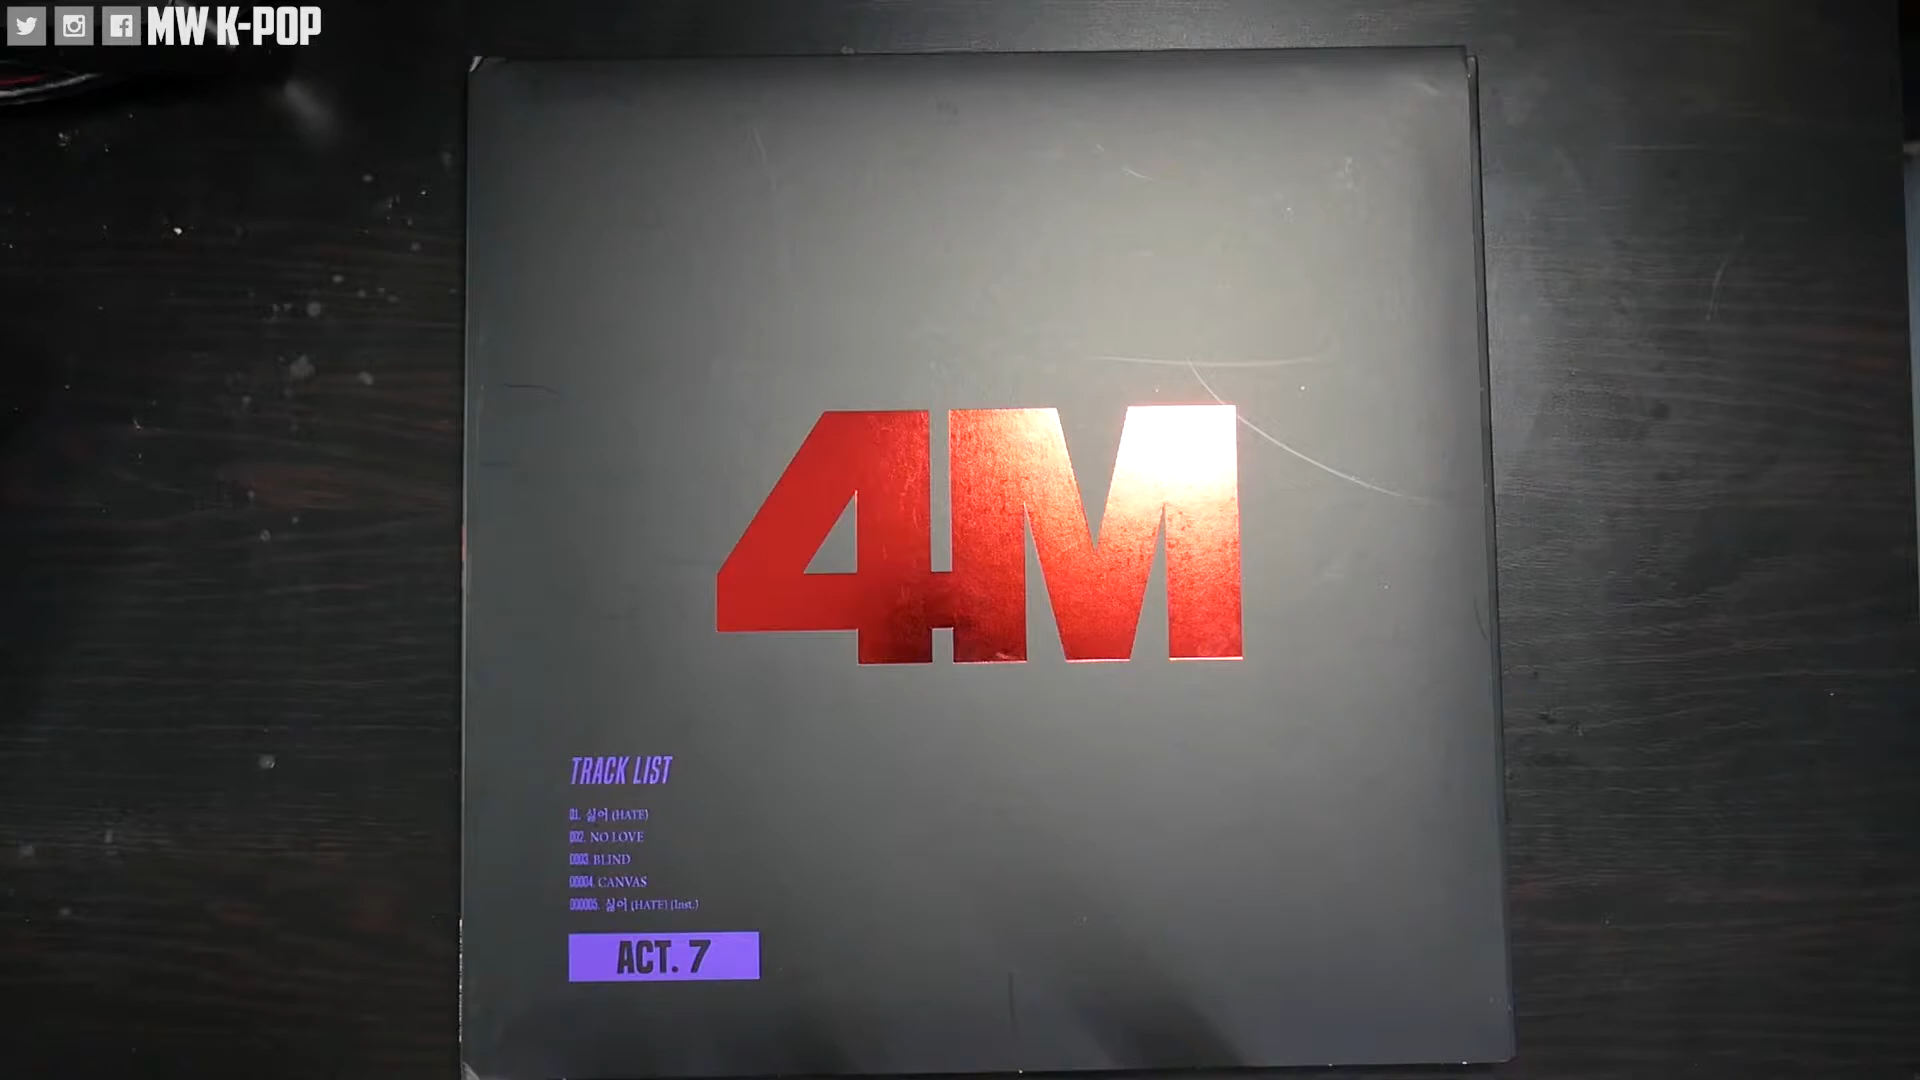 MW K-POP
4M
TRACK LIST
01. 싫어 (HATE)
002. NO LOVE
0003. BLIND
00004. CANVAS
000005. 싫어 (HATE) (Inst.)
ACT. 7